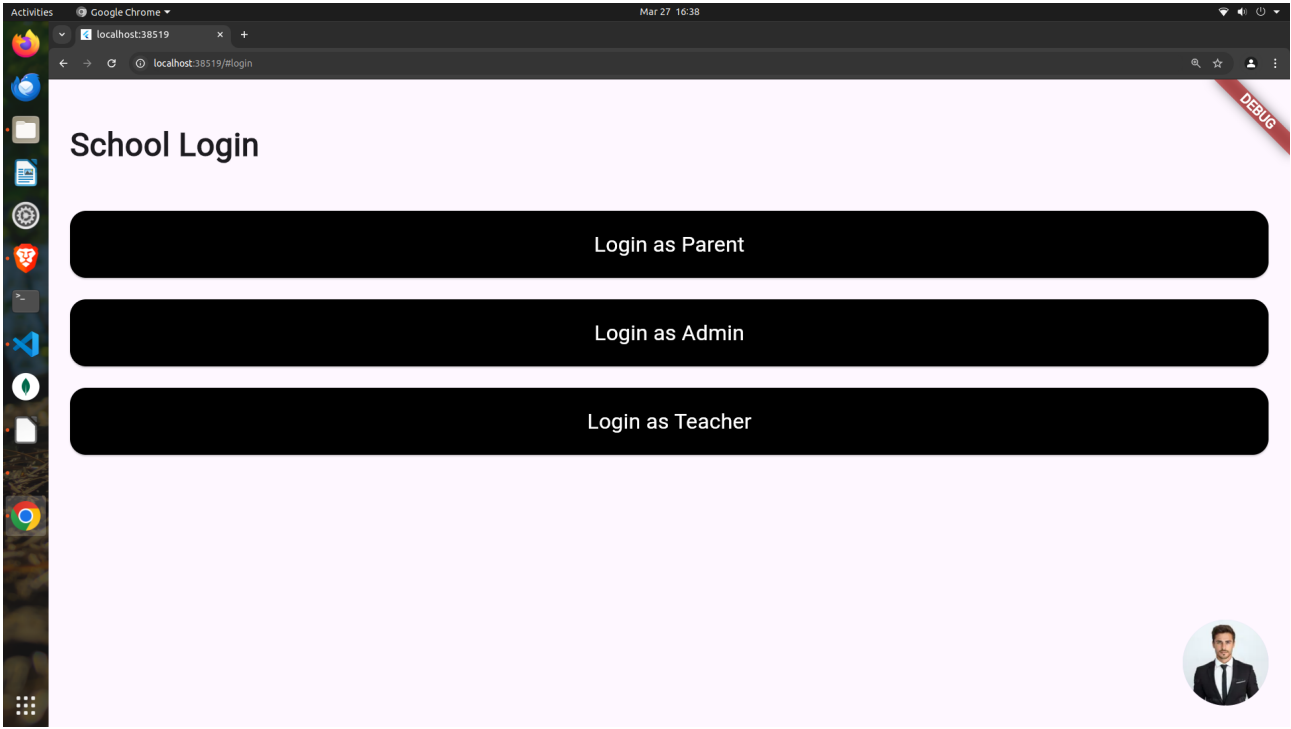 Activities Google Chrome Mar 27 16:38
localhost:38519
localhost:38519/#login
DEBUG
School Login
Login as Parent
Login as Admin
Login as Teacher